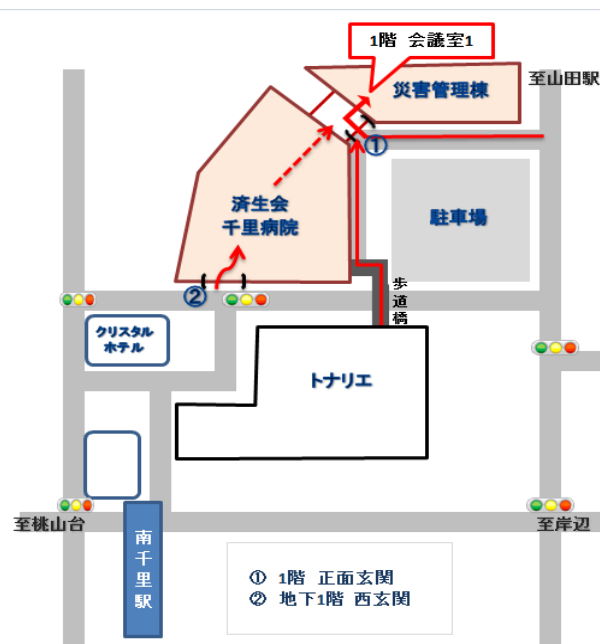 1階 会議室1
至山田駅
災害管理棟
①
済生会
千里病院
駐車場
②
歩道橋
クリスタル
ホテル
トナリエ
至桃山台
至岸辺
南千里駅
① 1階 正面玄関
② 地下1階 西玄関